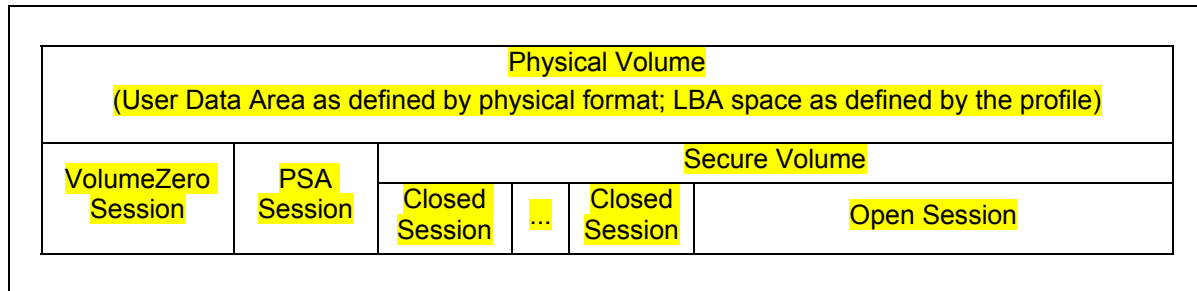 Physical Volume
(User Data Area as defined by physical format; LBA space as defined by the profile)
VolumeZero
Session
PSA
Session
Secure Volume
Closed
Session
...
Closed
Session
Open Session